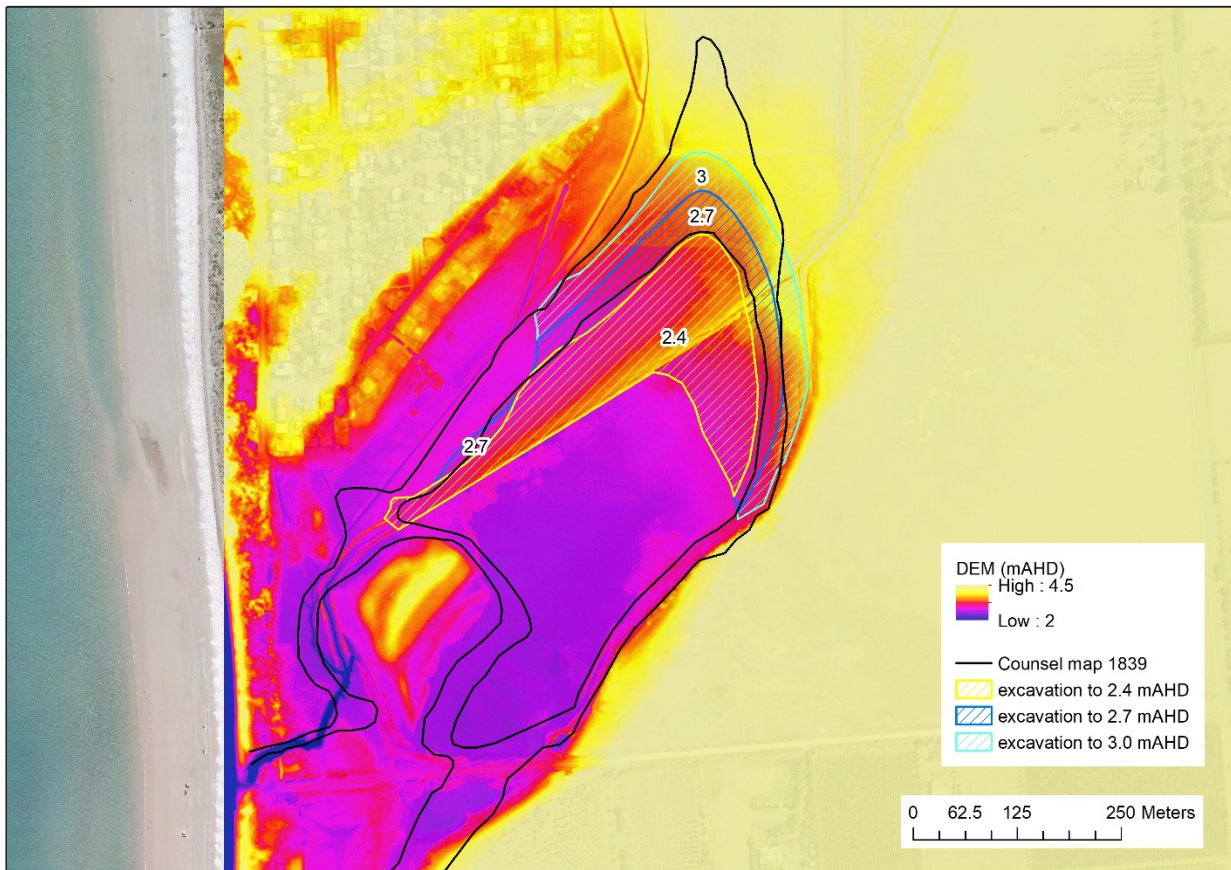 3
2.7
2.4
2.7
DEM (mAHD)
High : 4.5
Low : 2
Counsel map 1839
excavation to 2.4 mAHD
excavation to 2.7 mAHD
excavation to 3.0 mAHD
0 62.5 125 250 Meters